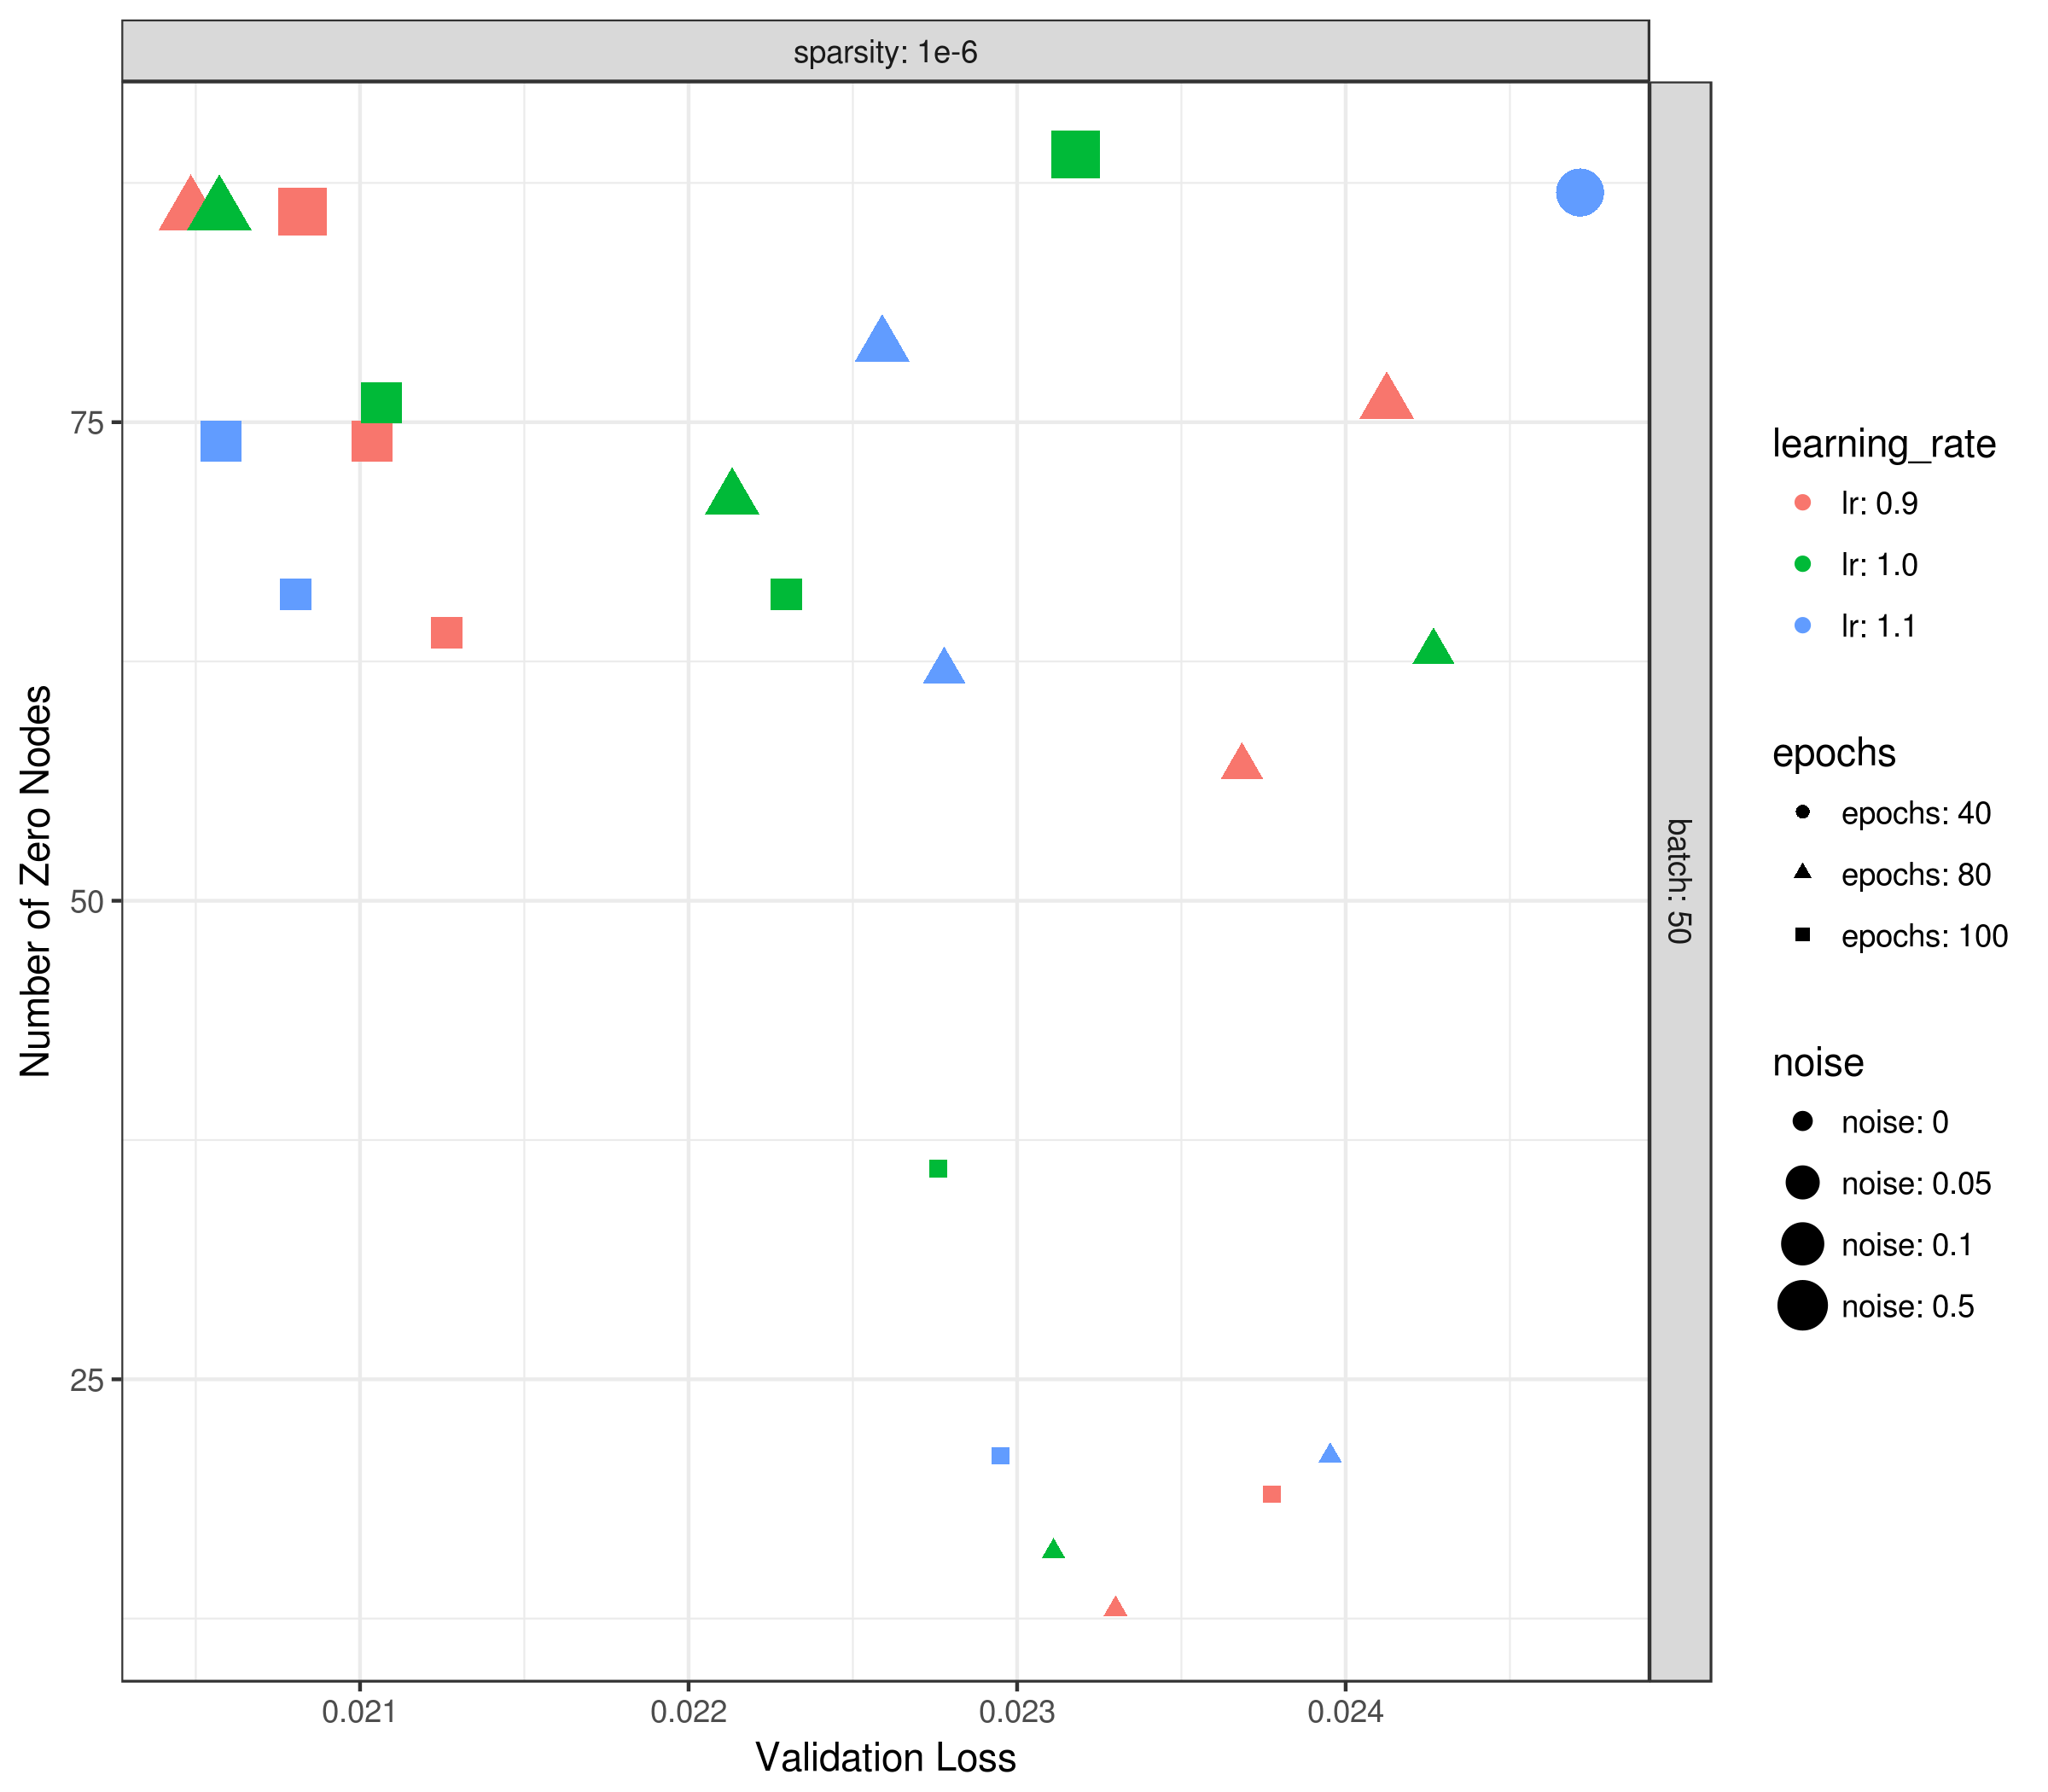 sparsity: 1e-6
75
50
25
Number of Zero Nodes
0.021
0.022
0.023
0.024
Validation Loss
batch: 50
learning_rate
lr: 0.9
lr: 1.0
lr: 1.1
epochs
epochs: 40
epochs: 80
epochs: 100
noise
noise: 0
noise: 0.05
noise: 0.1
noise: 0.5